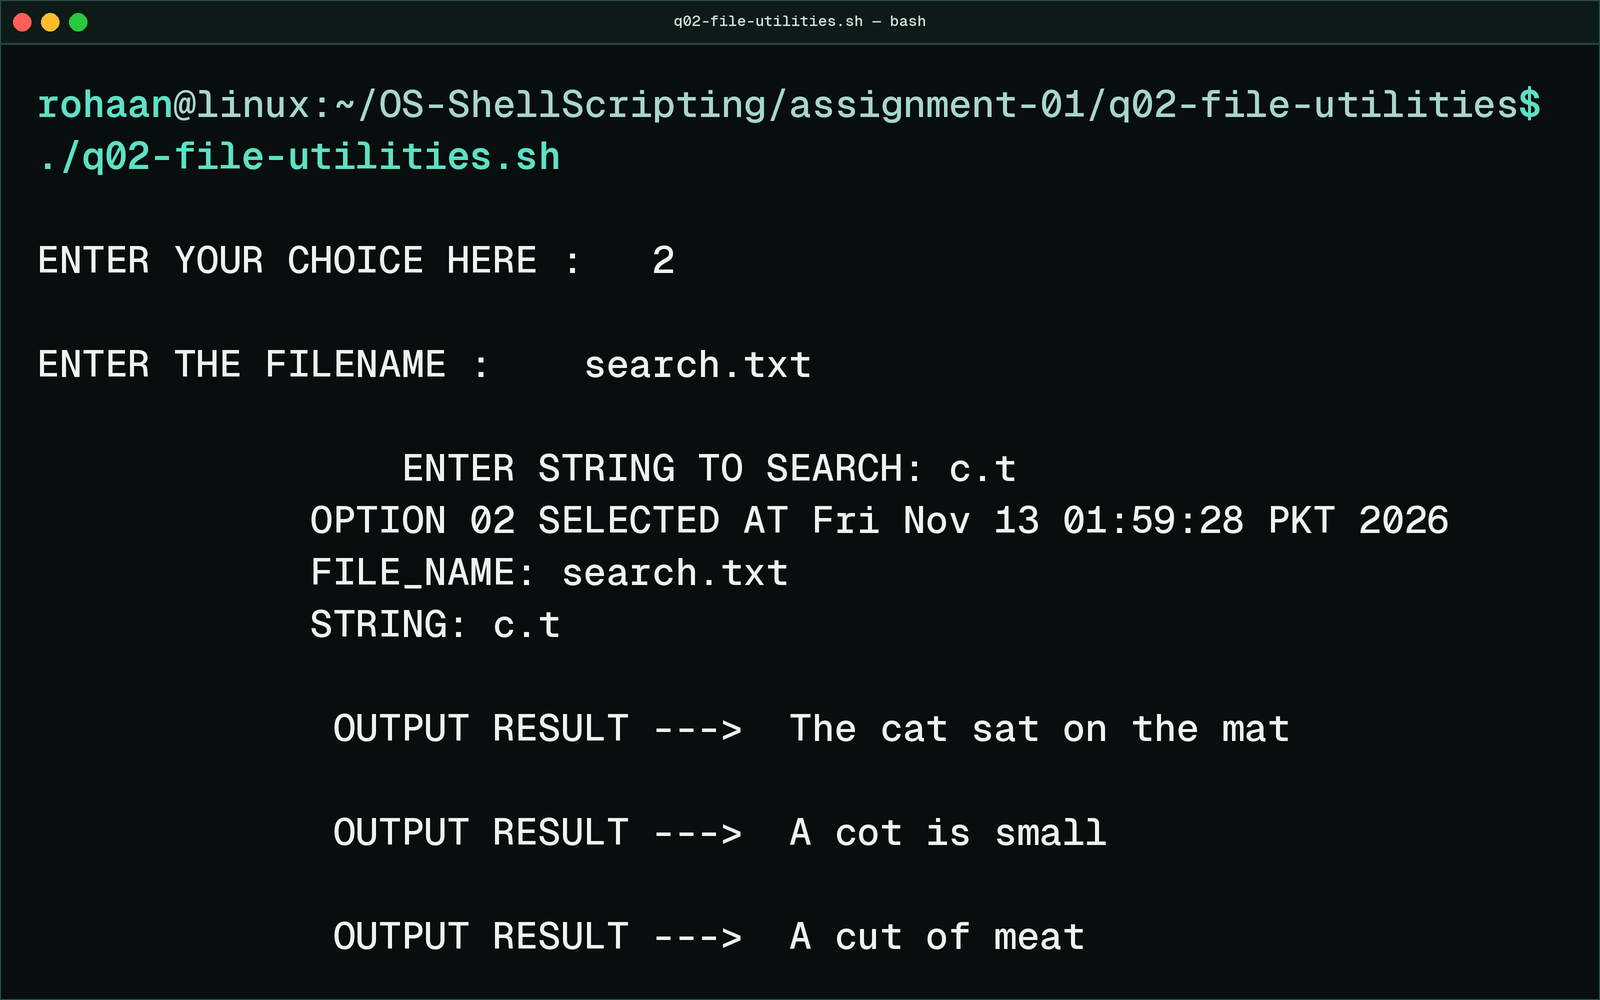 q02-file-utilities.sh — bash
rohaan@linux:~/OS-ShellScripting/assignment-01/q02-file-utilities$
./q02-file-utilities.sh
ENTER YOUR CHOICE HERE :   2
ENTER THE FILENAME :    search.txt
ENTER STRING TO SEARCH: c.t
OPTION 02 SELECTED AT Fri Nov 13 01:59:28 PKT 2026
FILE_NAME: search.txt
STRING: c.t
OUTPUT RESULT --->  The cat sat on the mat
OUTPUT RESULT --->  A cot is small
OUTPUT RESULT --->  A cut of meat